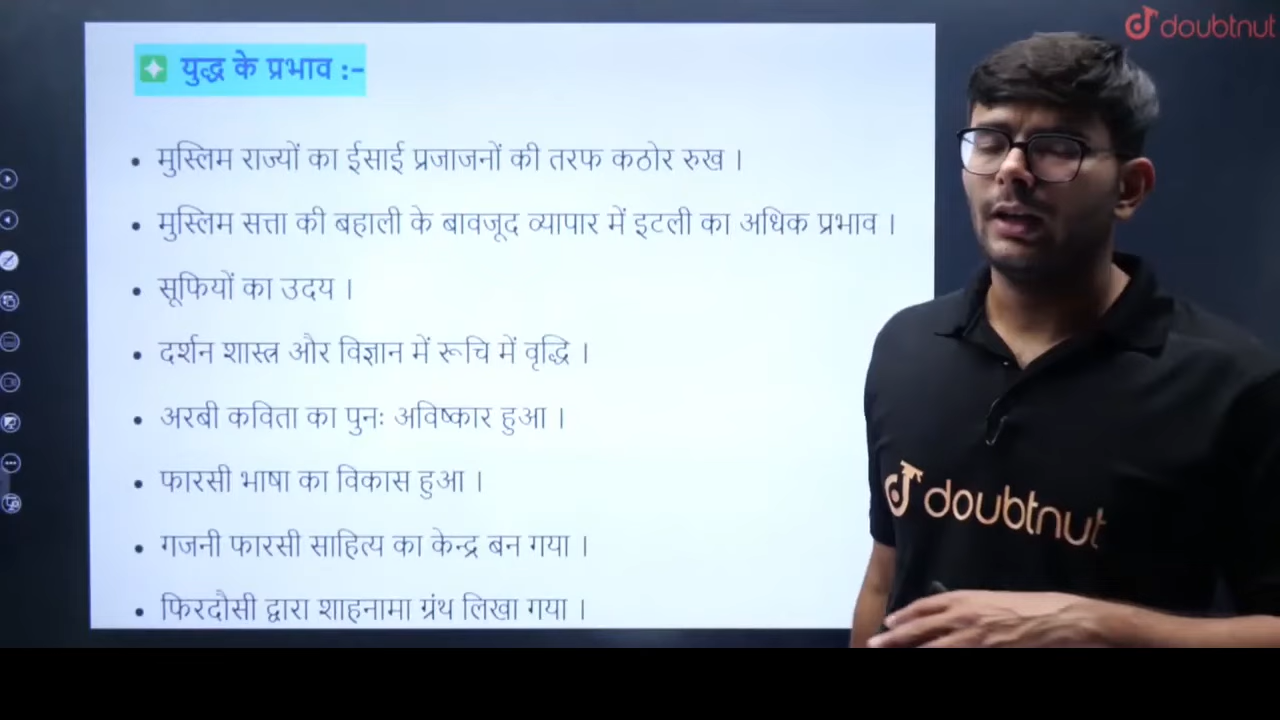 doubtnut
युद्ध के प्रभाव :-
• मुस्लिम राज्यों का ईसाई प्रजाजनों की तरफ कठोर रुख ।
• मुस्लिम सत्ता की बहाली के बावजूद व्यापार में इटली का अधिक प्रभाव ।
• सूफियों का उदय ।
• दर्शन शास्त्र और विज्ञान में रूचि में वृद्धि ।
• अरबी कविता का पुनः अविष्कार हुआ ।
• फारसी भाषा का विकास हुआ ।
• गजनी फारसी साहित्य का केन्द्र बन गया ।
• फिरदौसी द्वारा शाहनामा ग्रंथ लिखा गया ।
doubtnut